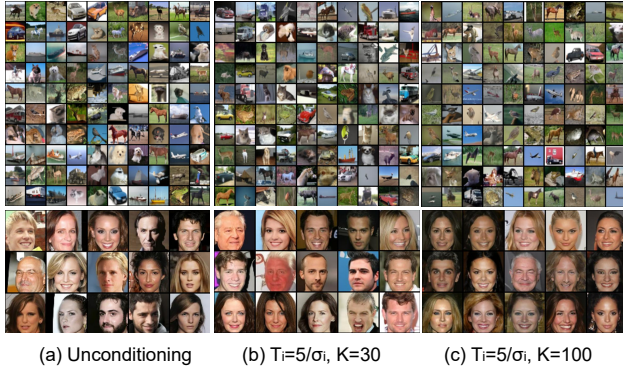 (a) Unconditioning
(b) Ti=5/σi, K=30
(c) Ti=5/σi, K=100